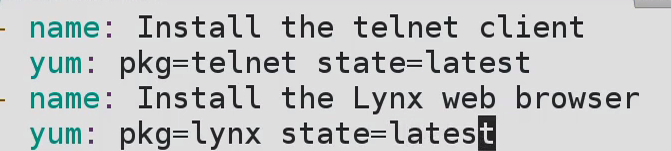 - name: Install the telnet client
yum: pkg=telnet state=latest
- name: Install the Lynx web browser
yum: pkg=lynx state=latest